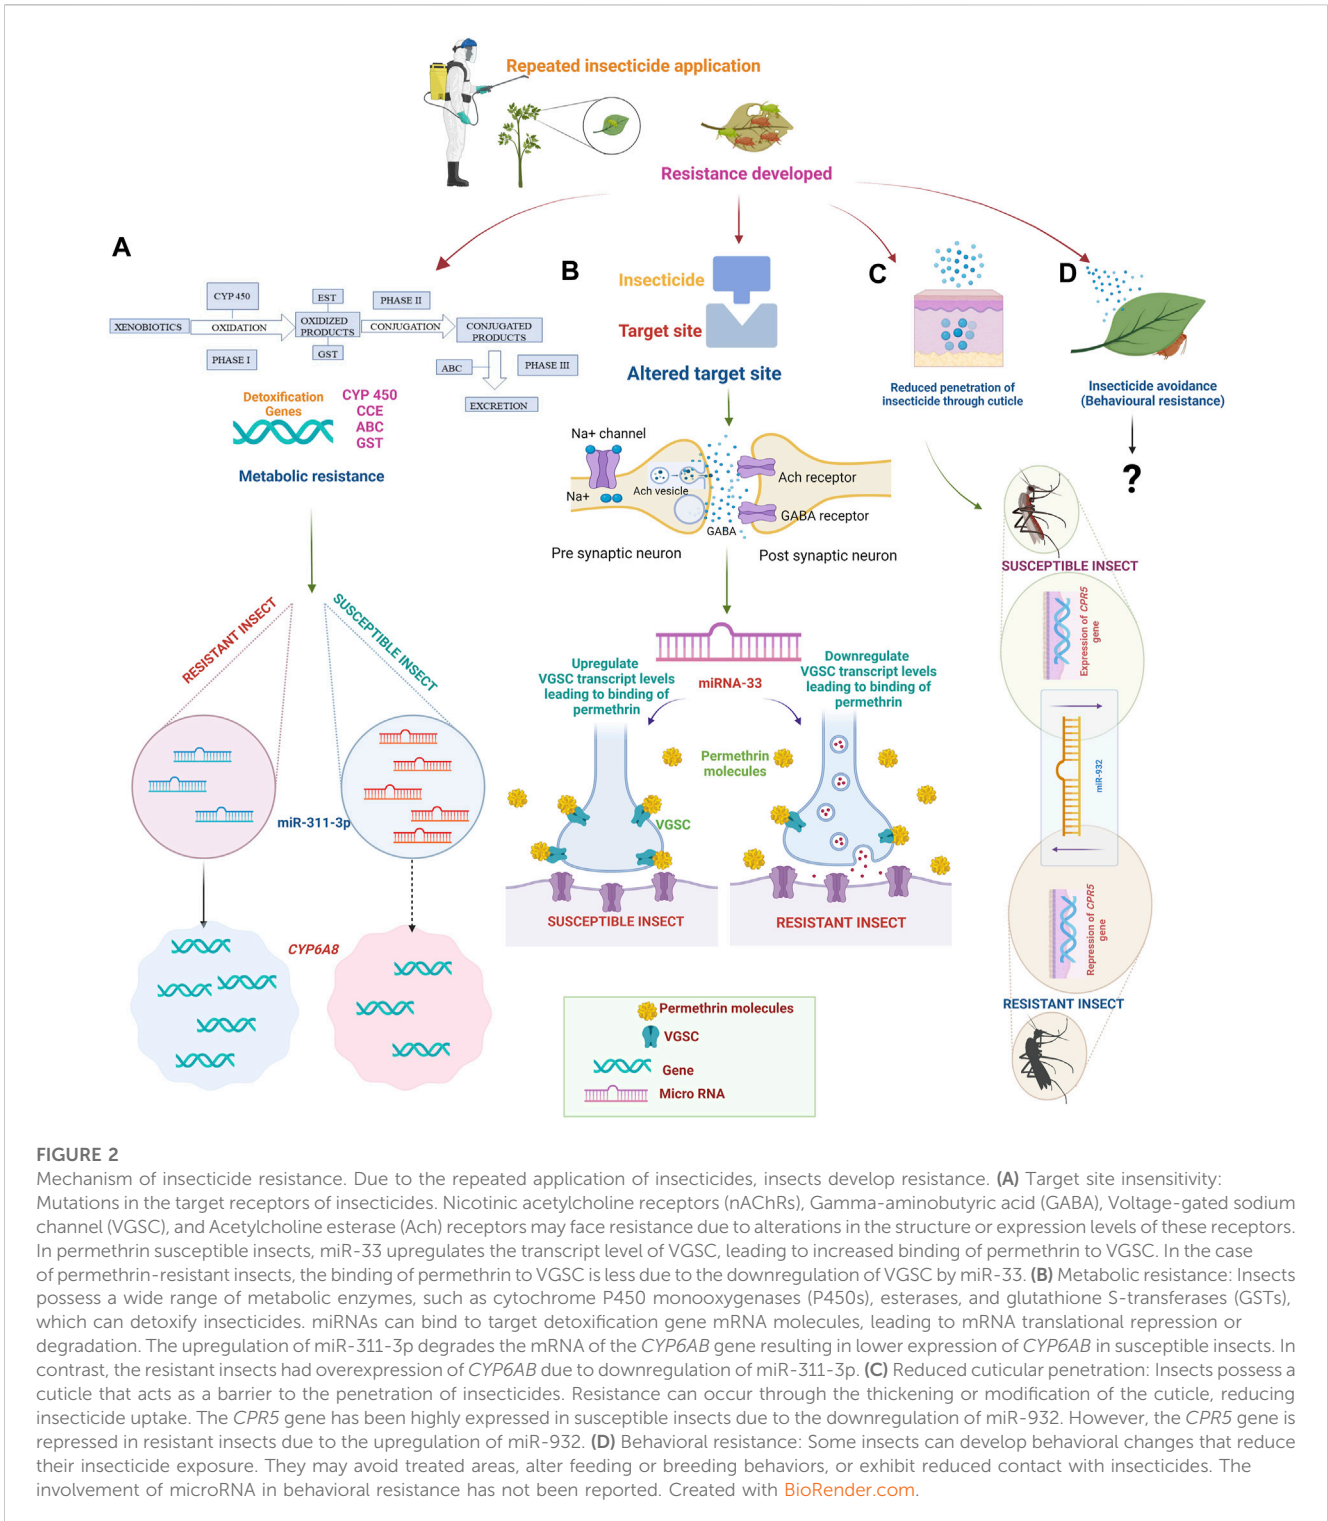 Repeated insecticide application
Resistance developed
A
CYP 450
EST
PHASE II
XENOBIOTICS
OXIDATION
OXIDIZED
PRODUCTS
CONJUGATION
CONJUGATED
PRODUCTS
PHASE I
GST
ABC
PHASE III
EXCRETION
Detoxification
Genes
CYP 450
CCE
ABC
GST
Metabolic resistance
RESISTANT INSECT
SUSCEPTIBLE INSECT
miR-311-3p
CYP6A8
B
Insecticide
Target site
Altered target site
Na+ channel
Na+
Ach vesicle
GABA
Ach receptor
GABA receptor
Pre synaptic neuron
Post synaptic neuron
miRNA-33
Upregulate
VGSC transcript levels
leading to binding of
permethrin
Downregulate
VGSC transcript levels
leading to binding of
permethrin
Permethrin
molecules
VGSC
SUSCEPTIBLE INSECT
RESISTANT INSECT
Permethrin molecules
VGSC
Gene
Micro RNA
C
Reduced penetration of
insecticide through cuticle
D
Insecticide avoidance
(Behavioural resistance)
?
SUSCEPTIBLE INSECT
Expression of CPR5
gene
miR-932
Repression of CPR5
gene
RESISTANT INSECT
FIGURE 2
Mechanism of insecticide resistance. Due to the repeated application of insecticides, insects develop resistance. (A) Target site insensitivity:
Mutations in the target receptors of insecticides. Nicotinic acetylcholine receptors (nAChRs), Gamma-aminobutyric acid (GABA), Voltage-gated sodium
channel (VGSC), and Acetylcholine esterase (Ach) receptors may face resistance due to alterations in the structure or expression levels of these receptors.
In permethrin susceptible insects, miR-33 upregulates the transcript level of VGSC, leading to increased binding of permethrin to VGSC. In the case
of permethrin-resistant insects, the binding of permethrin to VGSC is less due to the downregulation of VGSC by miR-33. (B) Metabolic resistance: Insects
possess a wide range of metabolic enzymes, such as cytochrome P450 monooxygenases (P450s), esterases, and glutathione S-transferases (GSTs),
which can detoxify insecticides. miRNAs can bind to target detoxification gene mRNA molecules, leading to mRNA translational repression or
degradation. The upregulation of miR-311-3p degrades the mRNA of the CYP6AB gene resulting in lower expression of CYP6AB in susceptible insects. In
contrast, the resistant insects had overexpression of CYP6AB due to downregulation of miR-311-3p. (C) Reduced cuticular penetration: Insects possess a
cuticle that acts as a barrier to the penetration of insecticides. Resistance can occur through the thickening or modification of the cuticle, reducing
insecticide uptake. The CPR5 gene has been highly expressed in susceptible insects due to the downregulation of miR-932. However, the CPR5 gene is
repressed in resistant insects due to the upregulation of miR-932. (D) Behavioral resistance: Some insects can develop behavioral changes that reduce
their insecticide exposure. They may avoid treated areas, alter feeding or breeding behaviors, or exhibit reduced contact with insecticides. The
involvement of microRNA in behavioral resistance has not been reported. Created with BioRender.com.